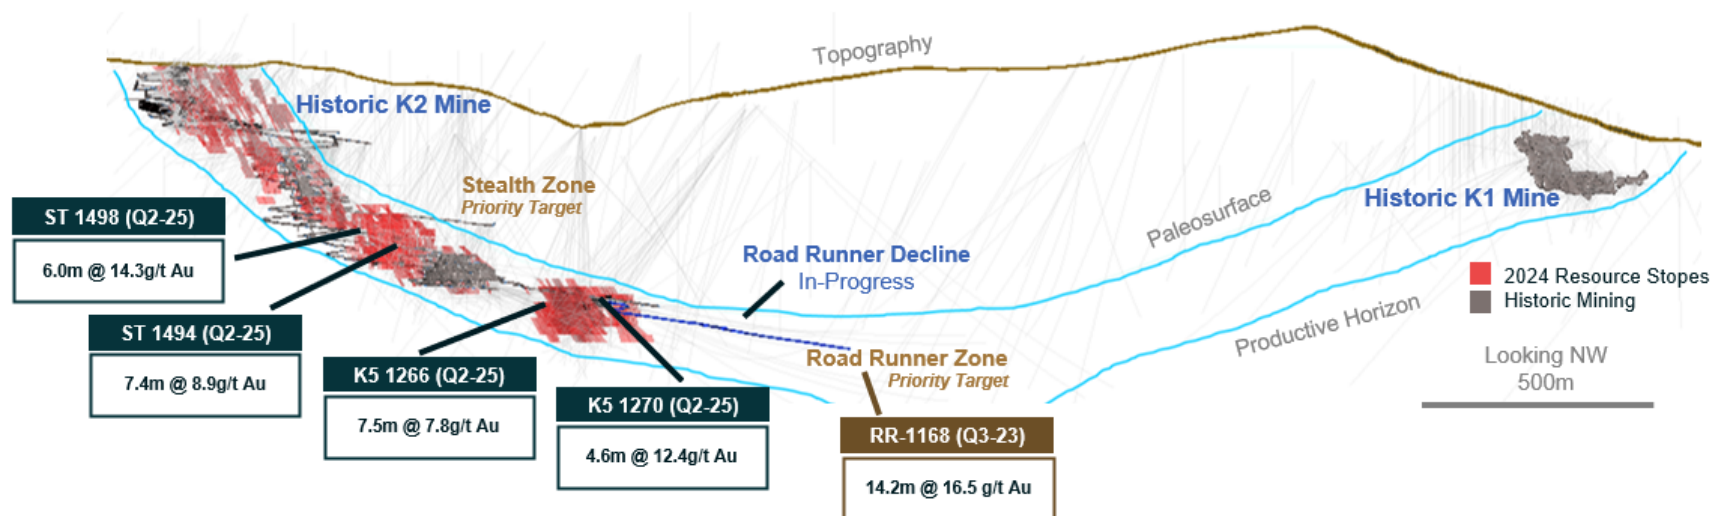 Topography
Historic K2 Mine
Stealth Zone
Priority Target
ST 1498 (Q2-25)
6.0m @ 14.3g/t Au
ST 1494 (Q2-25)
7.4m @ 8.9g/t Au
K5 1266 (Q2-25)
7.5m @ 7.8g/t Au
K5 1270 (Q2-25)
4.6m @ 12.4g/t Au
Road Runner Decline
In-Progress
Road Runner Zone
Priority Target
RR-1168 (Q3-23)
14.2m @ 16.5 g/t Au
Paleosurface
Productive Horizon
Historic K1 Mine
2024 Resource Stopes
Historic Mining
Looking NW
500m